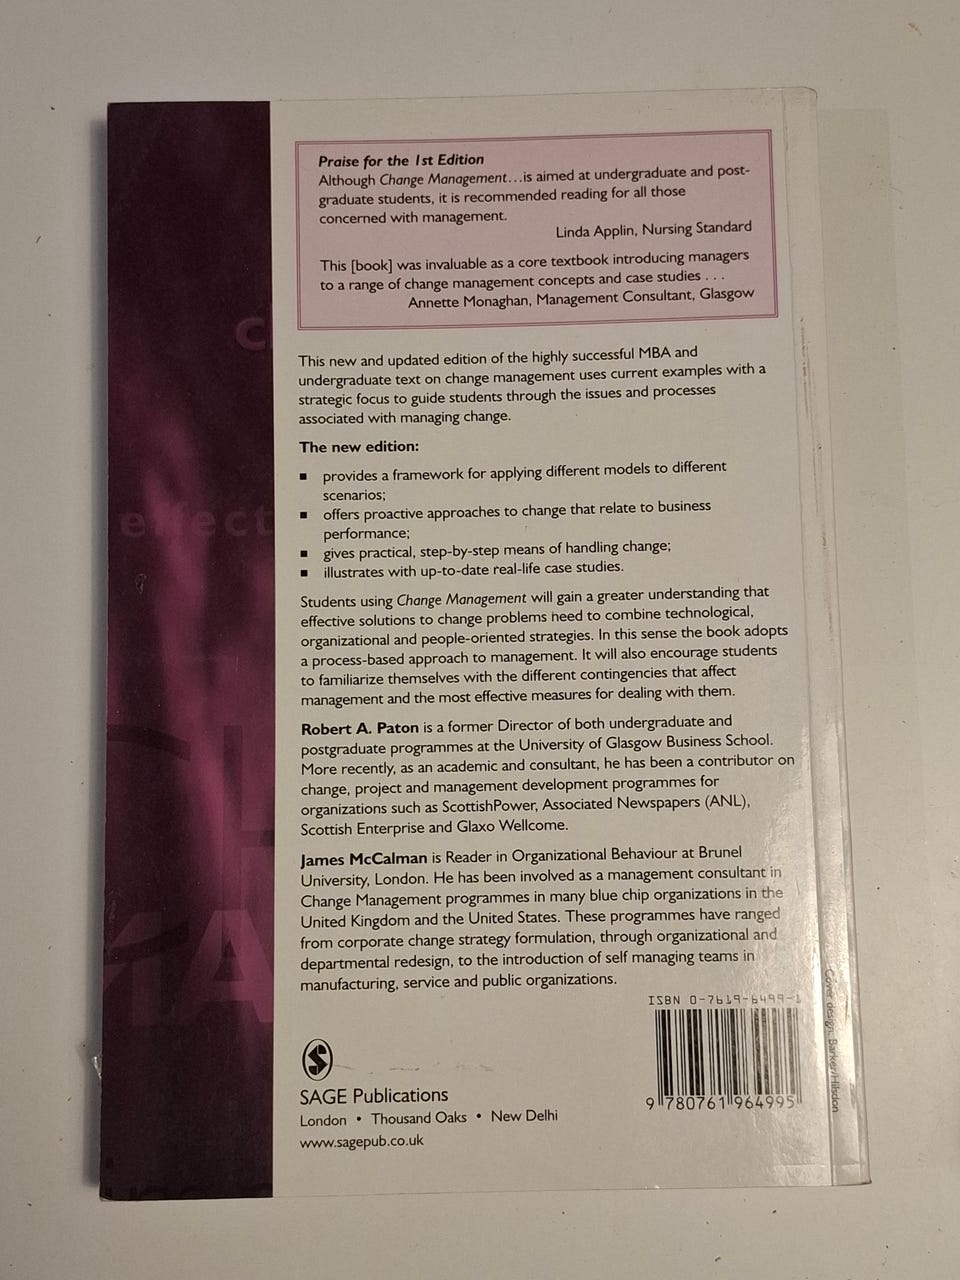 Praise for the 1st Edition
Although Change Management...is aimed at undergraduate and post-
graduate students, it is recommended reading for all those
concerned with management.
Linda Applin, Nursing Standard
This [book] was invaluable as a core textbook introducing managers
to a range of change management concepts and case studies . . .
Annette Monaghan, Management Consultant, Glasgow
This new and updated edition of the highly successful MBA and
undergraduate text on change management uses current examples with a
strategic focus to guide students through the issues and processes
associated with managing change.
The new edition:
■ provides a framework for applying different models to different
scenarios;
■ offers proactive approaches to change that relate to business
performance;
■ gives practical, step-by-step means of handling change;
■ illustrates with up-to-date real-life case studies.
Students using Change Management will gain a greater understanding that
effective solutions to change problems heed to combine technological,
organizational and people-oriented strategies. In this sense the book adopts
a process-based approach to management. It will also encourage students
to familiarize themselves with the different contingencies that affect
management and the most effective measures for dealing with them.
Robert A. Paton is a former Director of both undergraduate and
postgraduate programmes at the University of Glasgow Business School.
More recently, as an academic and consultant, he has been a contributor on
change, project and management development programmes for
organizations such as ScottishPower, Associated Newspapers (ANL),
Scottish Enterprise and Glaxo Wellcome.
James McCalman is Reader in Organizational Behaviour at Brunel
University, London. He has been involved as a management consultant in
Change Management programmes in many blue chip organizations in the
United Kingdom and the United States. These programmes have ranged
from corporate change strategy formulation, through organizational and
departmental redesign, to the introduction of self managing teams in
manufacturing, service and public organizations.
ISBN 0-7619-6499-1
9 780761 964995
SAGE Publications
London • Thousand Oaks • New Delhi
www.sagepub.co.uk
Cover design: Barker/Hilsdon
effect